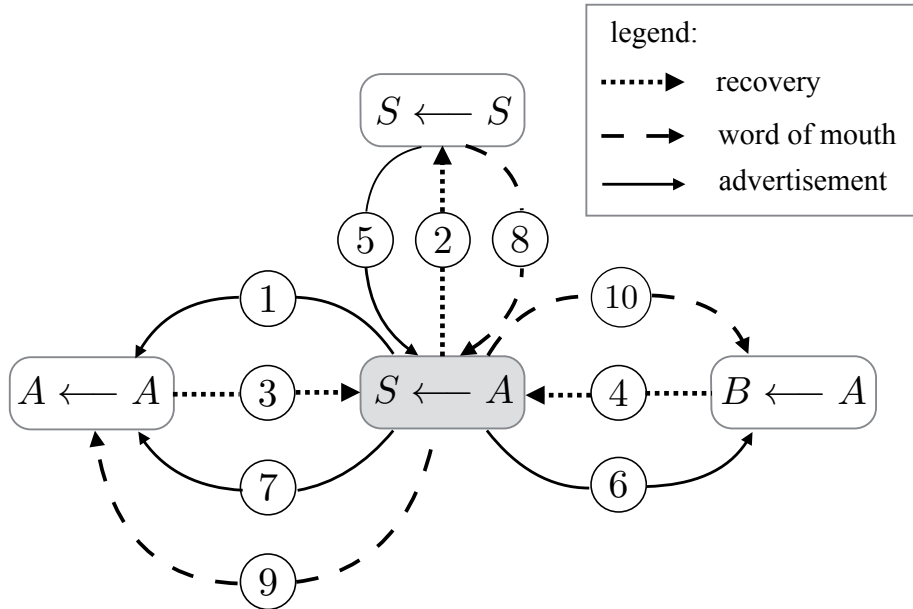 legend:
recovery
word of mouth
advertisement
S ⟵ S
5
2
8
1
10
A ⟵ A
3
S ⟵ A
4
B ⟵ A
7
6
9